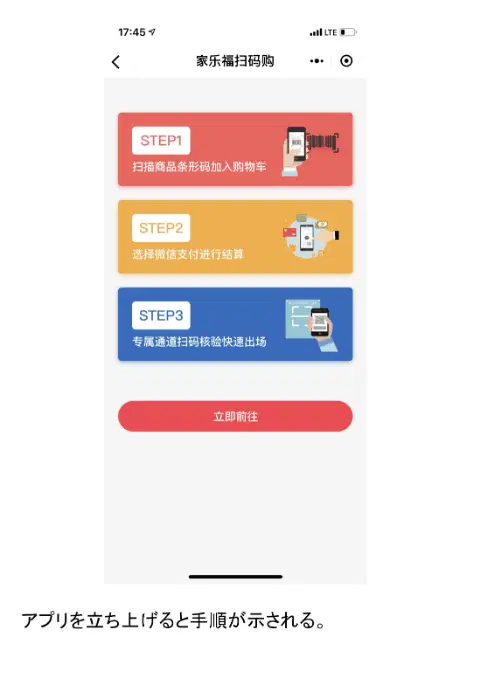 17:45
LTE
家乐福扫码购
STEP1
扫描商品条形码加入购物车
STEP2
选择微信支付进行结算
STEP3
专属通道扫码核验快速出场
立即前往
アプリを立ち上げると手順が示される。